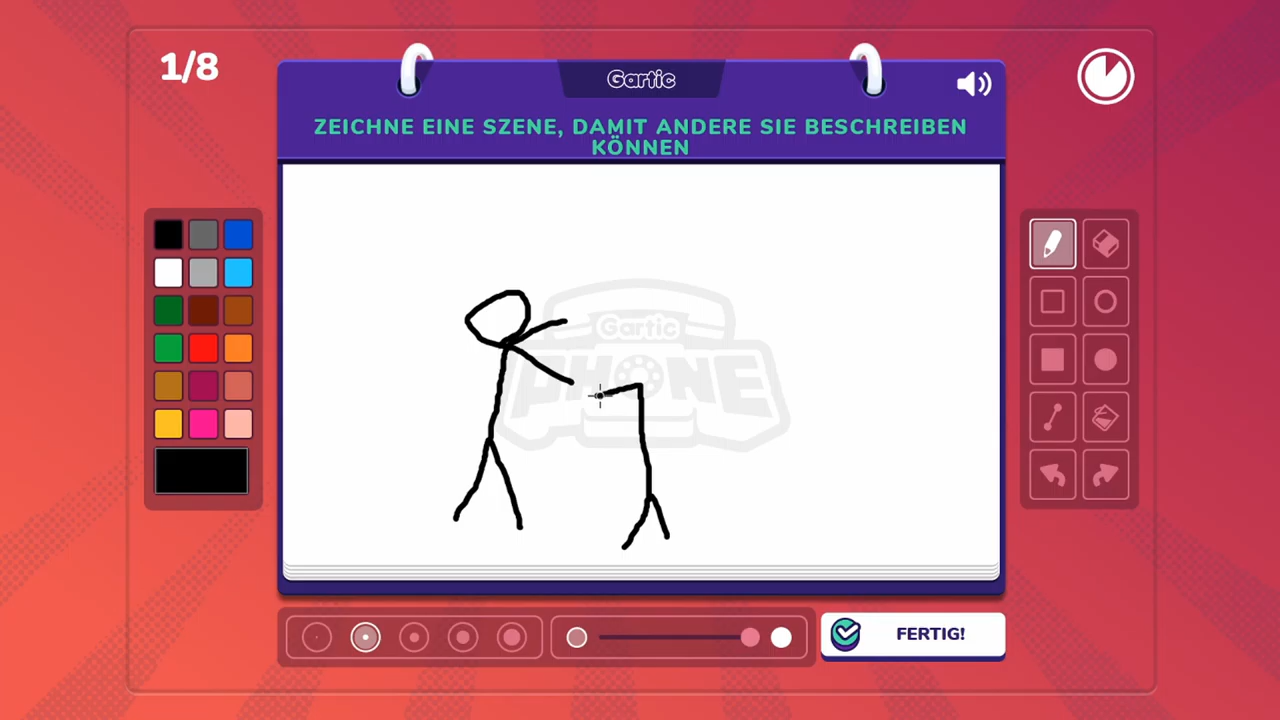 1/8
Gartic
ZEICHNE EINE SZENE, DAMIT ANDERE SIE BESCHREIBEN
KÖNNEN
Gartic
PHONE
FERTIG!